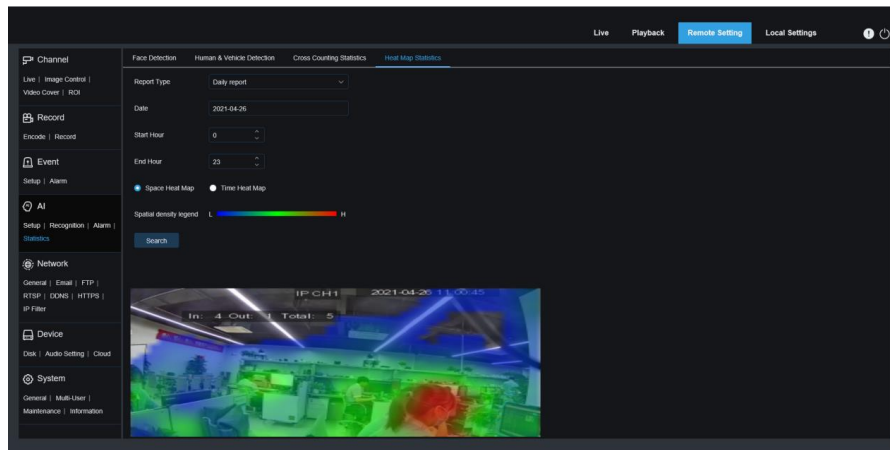 Live Playback Remote Setting Local Settings
Channel
Live | Image Control |
Video Cover | ROI
Record
Encode | Record
Event
Setup | Alarm
AI
Setup | Recognition | Alarm |
Statistics
Network
General | Email | FTP |
RTSP | DDNS | HTTPS |
IP Filter
Device
Disk | Audio Setting | Cloud
System
General | Multi-User |
Maintenance | Information
Face Detection Human & Vehicle Detection Cross Counting Statistics Heat Map Statistics
Report Type Daily report
Date 2021-04-26
Start Hour 0
End Hour 23
Space Heat Map Time Heat Map
Spatial density legend L H
Search
IP CH1 2021-04-26 11:00:45
In: 4 Out: 1 Total: 5